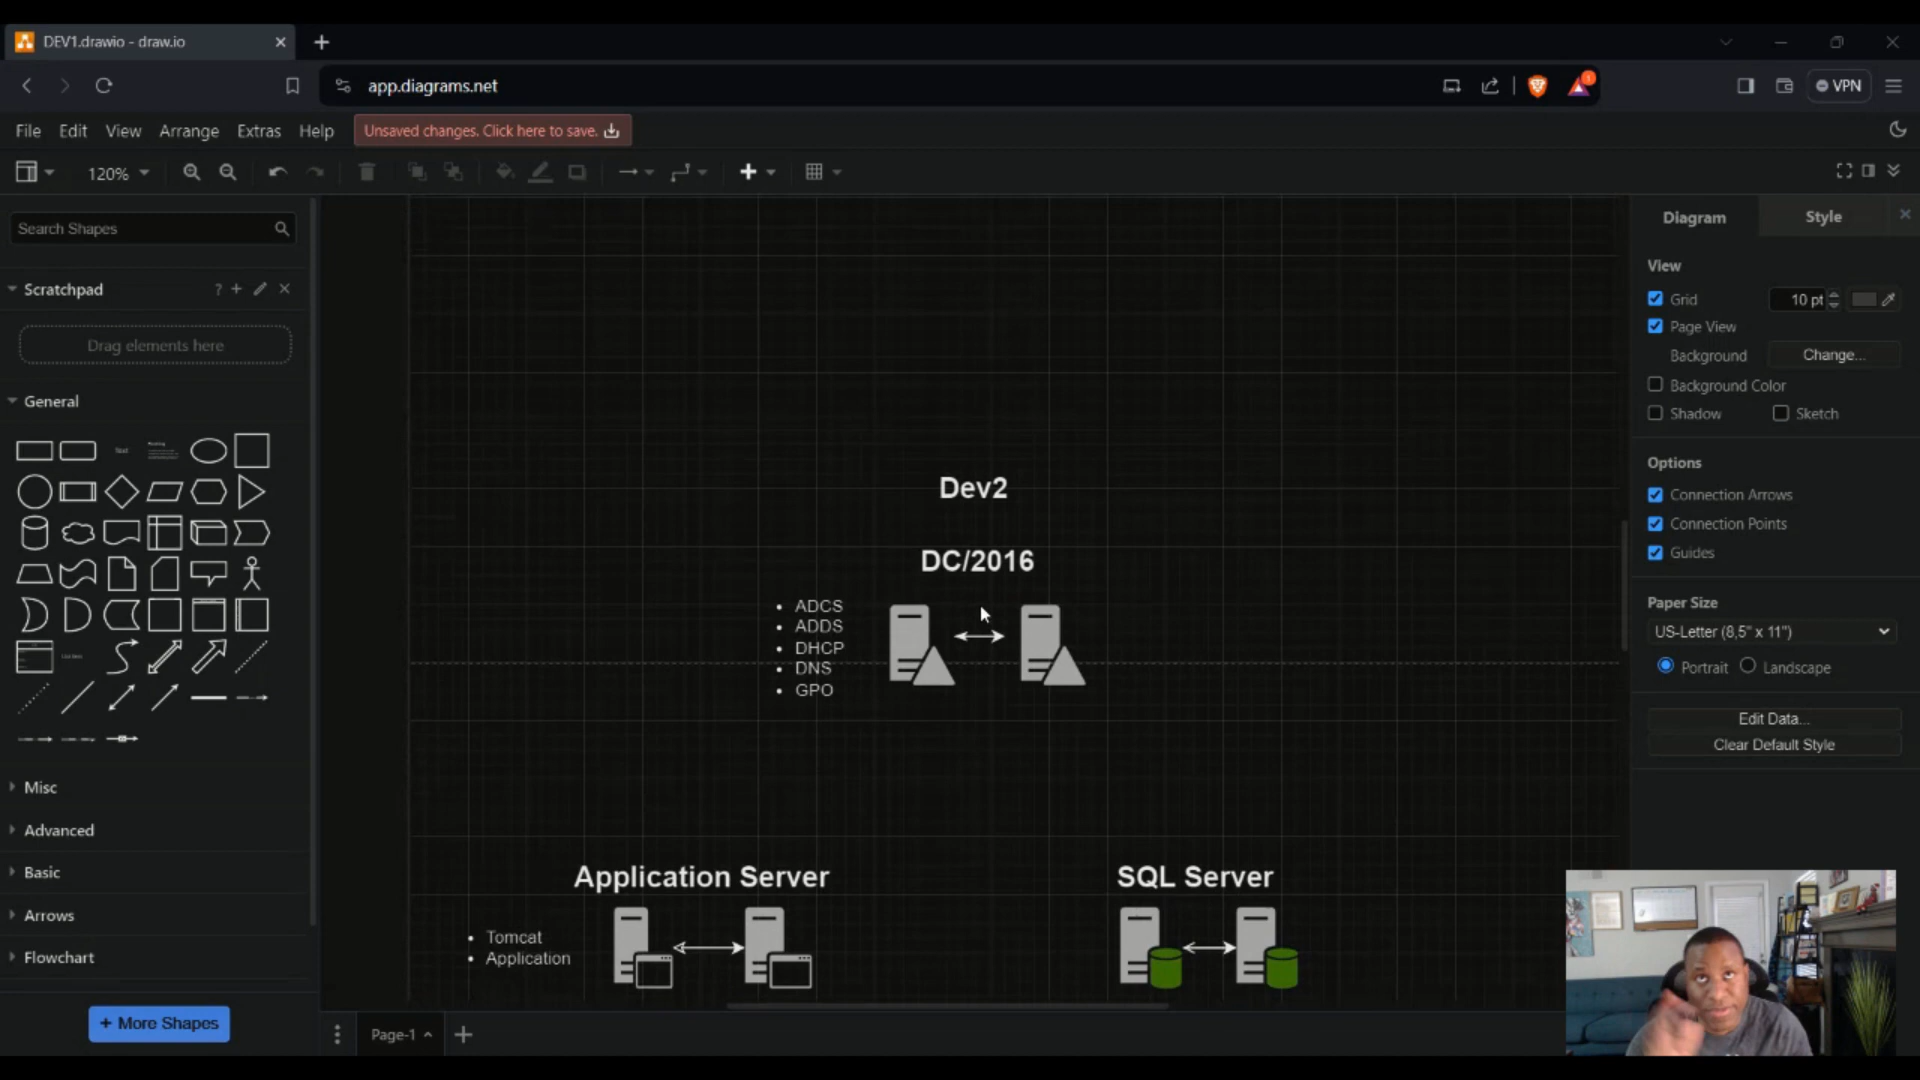 DEV1.drawio - draw.io
app.diagrams.net
1
VPN
File Edit View Arrange Extras Help Unsaved changes. Click here to save.
120%
Search Shapes
Scratchpad
?
Drag elements here
General
Text
Misc
Advanced
Basic
Arrows
Flowchart
+ More Shapes
Dev2
DC/2016
• ADCS
• ADDS
• DHCP
• DNS
• GPO
Application Server
• Tomcat
• Application
SQL Server
Page-1
Diagram Style
View
Grid 10 pt
Page View
Background Change...
Background Color
Shadow Sketch
Options
Connection Arrows
Connection Points
Guides
Paper Size
US-Letter (8,5" x 11")
Portrait Landscape
Edit Data...
Clear Default Style